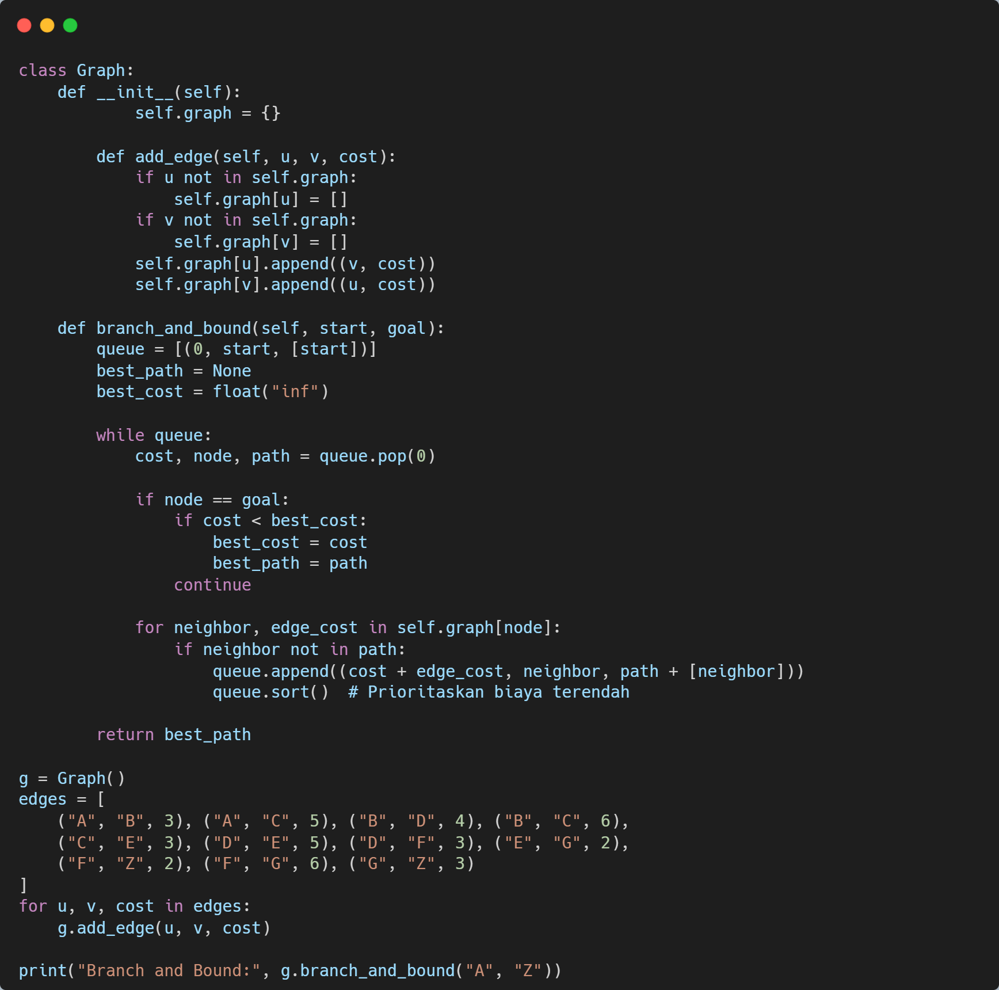 class Graph:
    def __init__(self):
            self.graph = {}

        def add_edge(self, u, v, cost):
            if u not in self.graph:
                self.graph[u] = []
            if v not in self.graph:
                self.graph[v] = []
            self.graph[u].append((v, cost))
            self.graph[v].append((u, cost))

    def branch_and_bound(self, start, goal):
        queue = [(0, start, [start])]
        best_path = None
        best_cost = float("inf")

        while queue:
            cost, node, path = queue.pop(0)

            if node == goal:
                if cost < best_cost:
                    best_cost = cost
                    best_path = path
                continue

            for neighbor, edge_cost in self.graph[node]:
                if neighbor not in path:
                    queue.append((cost + edge_cost, neighbor, path + [neighbor]))
                    queue.sort()  # Prioritaskan biaya terendah

        return best_path

g = Graph()
edges = [
    ("A", "B", 3), ("A", "C", 5), ("B", "D", 4), ("B", "C", 6),
    ("C", "E", 3), ("D", "E", 5), ("D", "F", 3), ("E", "G", 2),
    ("F", "Z", 2), ("F", "G", 6), ("G", "Z", 3)
]
for u, v, cost in edges:
    g.add_edge(u, v, cost)

print("Branch and Bound:", g.branch_and_bound("A", "Z"))